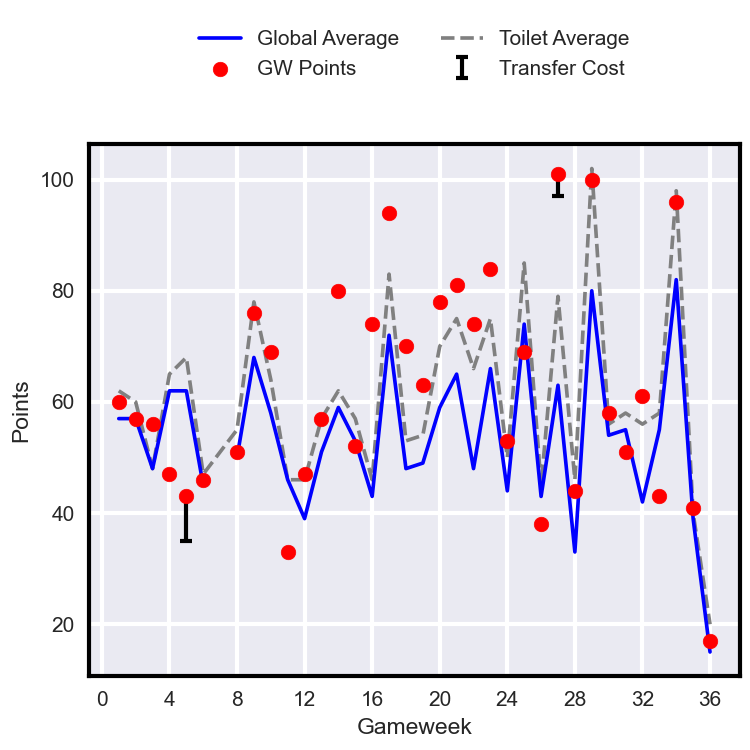 Global Average
Toilet Average
GW Points
Transfer Cost
100
80
60
40
20
Points
0 4 8 12 16 20 24 28 32 36
Gameweek